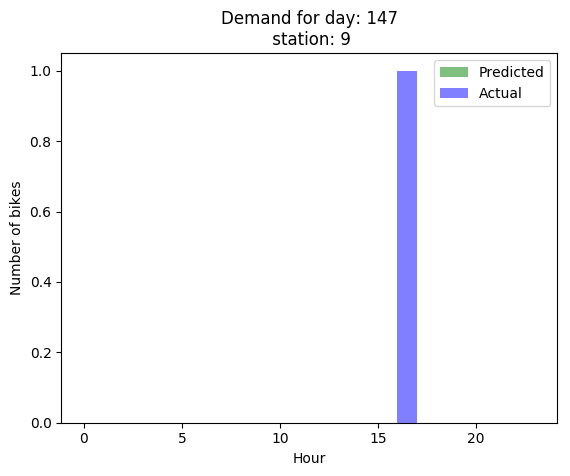 Demand for day: 147
station: 9
Predicted
Actual
1.0
0.8
0.6
0.4
0.2
0.0
Number of bikes
0 5 10 15 20
Hour